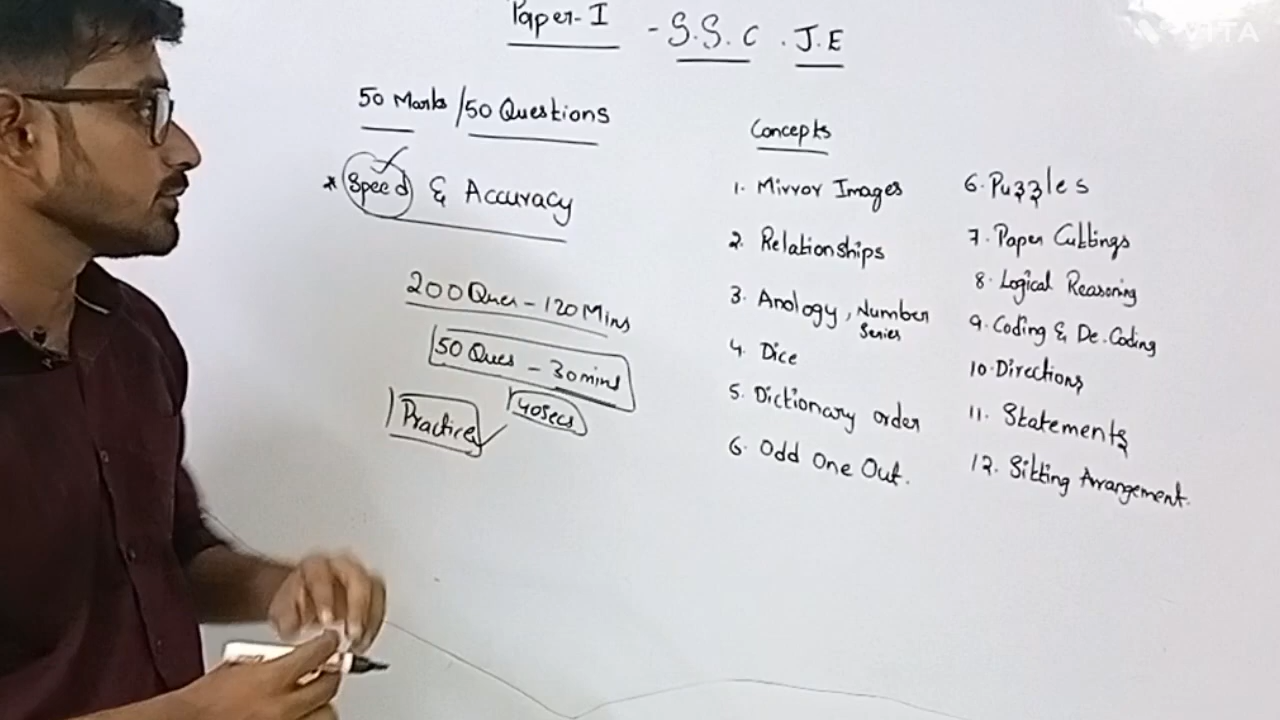 Paper-I - S.S.C. J.E
50 Marks / 50 Questions
* Speed & Accuracy
200 Ques - 120 Mins
50 Ques - 30 mins
40 Secs
Practice
Concepts
1. Mirror Images
2. Relationships
3. Anology, Number Series
4. Dice
5. Dictionary order
6. Odd One Out.
6. Puzzles
7. Paper Cuttings
8. Logical Reasoning
9. Coding & De-Coding
10. Directions
11. Statements
12. Sitting Arrangement.
VITA